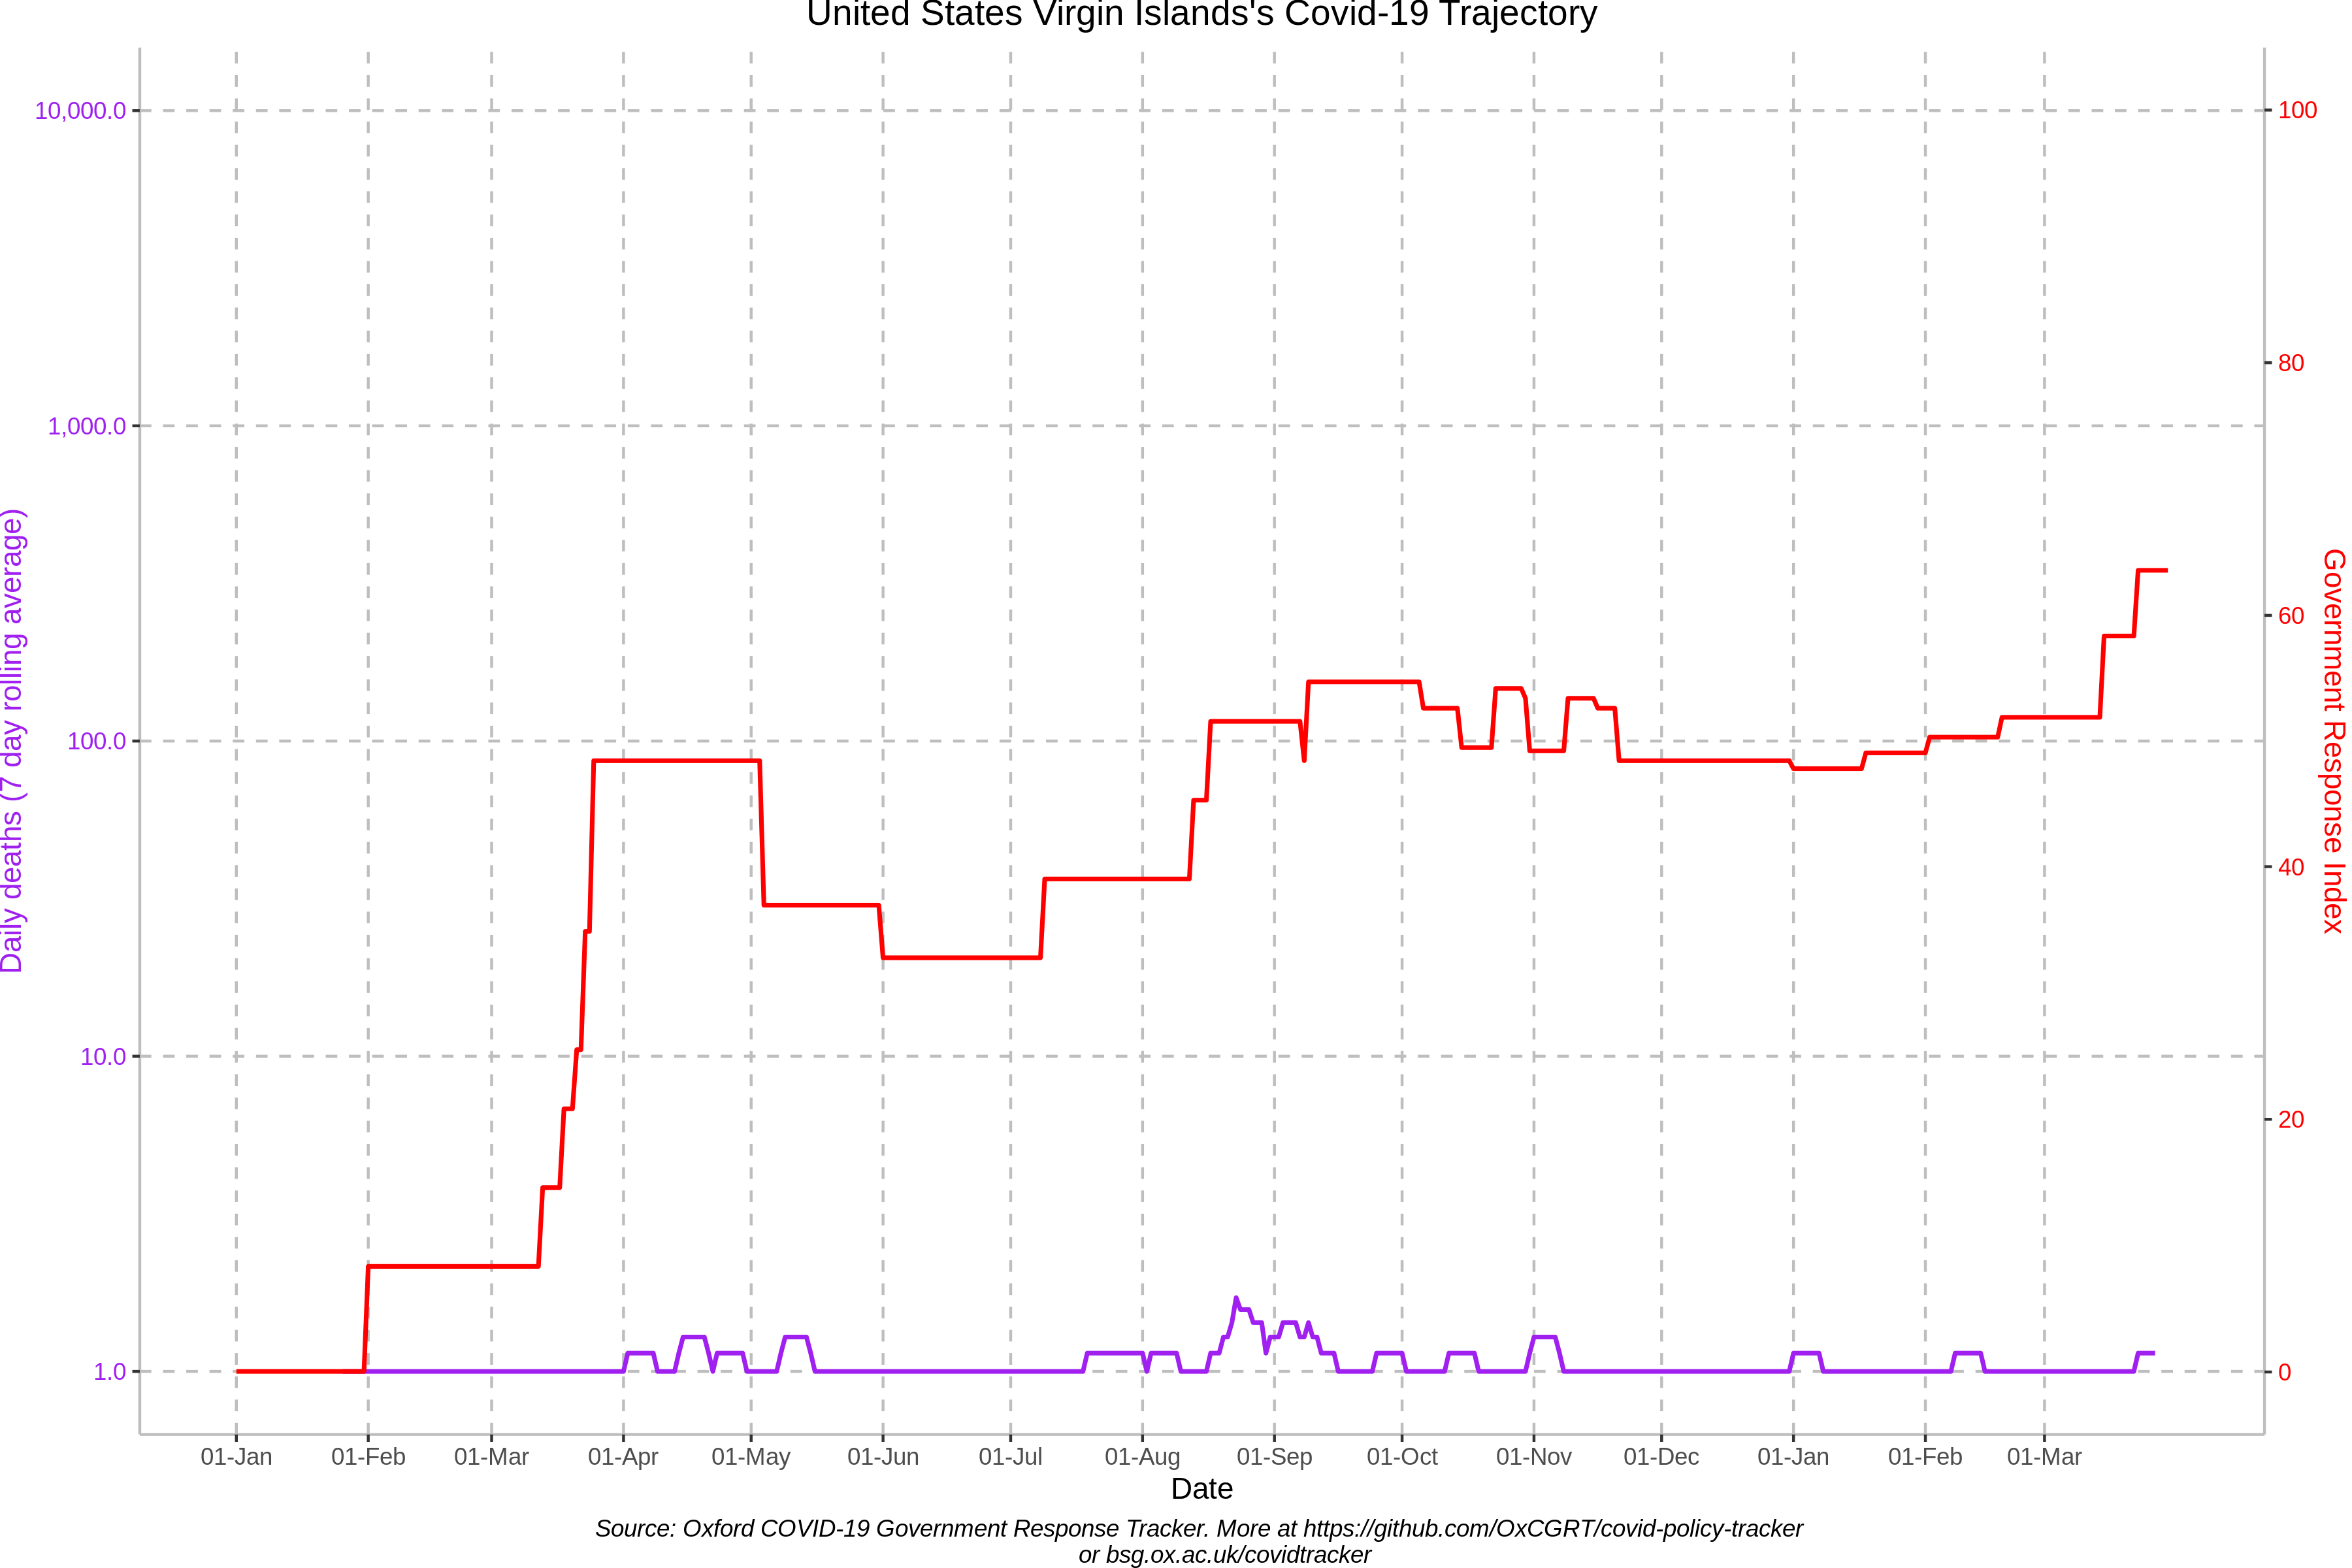 United States Virgin Islands's Covid-19 Trajectory
10,000.0
1,000.0
100.0
10.0
1.0
Daily deaths (7 day rolling average)
100
80
60
40
20
0
Government Response Index
01-Jan 01-Feb 01-Mar 01-Apr 01-May 01-Jun 01-Jul 01-Aug 01-Sep 01-Oct 01-Nov 01-Dec 01-Jan 01-Feb 01-Mar
Date
Source: Oxford COVID-19 Government Response Tracker. More at https://github.com/OxCGRT/covid-policy-tracker
or bsg.ox.ac.uk/covidtracker